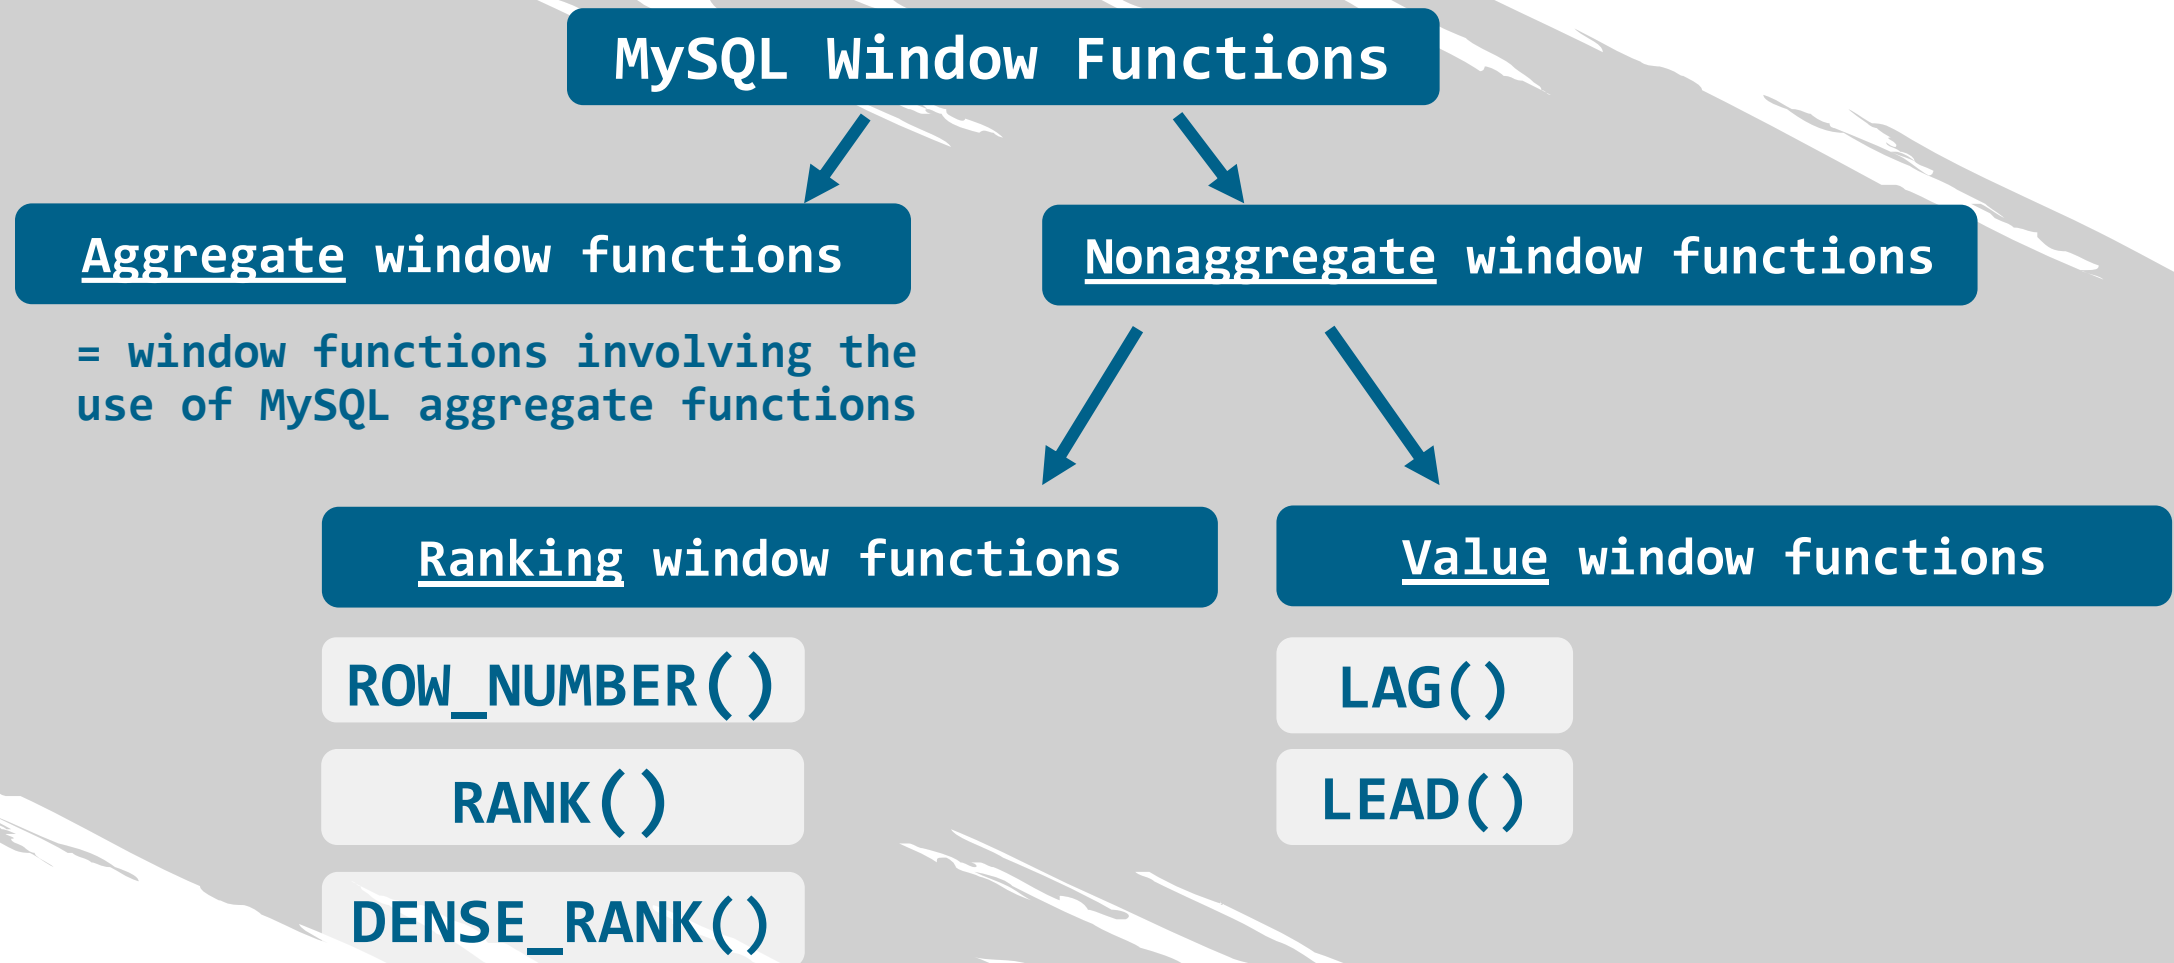 MySQL Window Functions
Aggregate window functions
Nonaggregate window functions
= window functions involving the
use of MySQL aggregate functions
Ranking window functions
Value window functions
ROW_NUMBER()
LAG()
RANK()
LEAD()
DENSE_RANK()